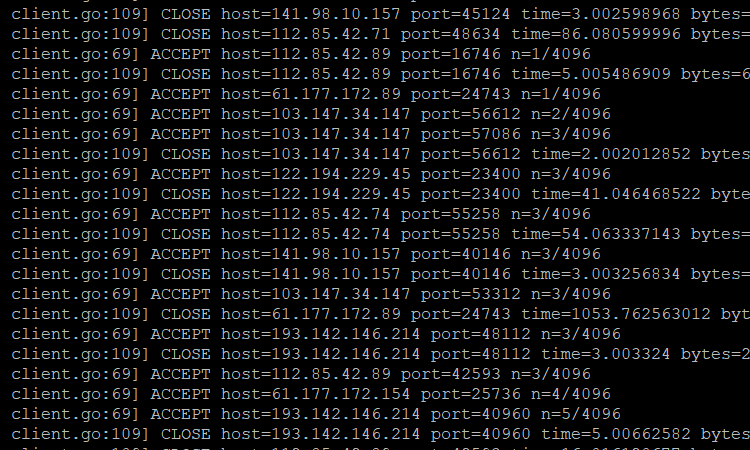 client.go:109] CLOSE host=141.98.10.157 port=45124 time=3.002598968 bytes=
client.go:109] CLOSE host=112.85.42.71 port=48634 time=86.080599996 bytes=
client.go:69] ACCEPT host=112.85.42.89 port=16746 n=1/4096
client.go:109] CLOSE host=112.85.42.89 port=16746 time=5.005486909 bytes=6
client.go:69] ACCEPT host=61.177.172.89 port=24743 n=1/4096
client.go:69] ACCEPT host=103.147.34.147 port=56612 n=2/4096
client.go:69] ACCEPT host=103.147.34.147 port=57086 n=3/4096
client.go:109] CLOSE host=103.147.34.147 port=56612 time=2.002012852 bytes
client.go:69] ACCEPT host=122.194.229.45 port=23400 n=3/4096
client.go:109] CLOSE host=122.194.229.45 port=23400 time=41.046468522 bytes
client.go:69] ACCEPT host=112.85.42.74 port=55258 n=3/4096
client.go:109] CLOSE host=112.85.42.74 port=55258 time=54.063337143 bytes=
client.go:69] ACCEPT host=141.98.10.157 port=40146 n=3/4096
client.go:109] CLOSE host=141.98.10.157 port=40146 time=3.003256834 bytes=
client.go:69] ACCEPT host=103.147.34.147 port=53312 n=3/4096
client.go:109] CLOSE host=61.177.172.89 port=24743 time=1053.762563012 byt
client.go:69] ACCEPT host=193.142.146.214 port=48112 n=3/4096
client.go:109] CLOSE host=193.142.146.214 port=48112 time=3.003324 bytes=2
client.go:69] ACCEPT host=112.85.42.89 port=42593 n=3/4096
client.go:69] ACCEPT host=61.177.172.154 port=25736 n=4/4096
client.go:69] ACCEPT host=193.142.146.214 port=40960 n=5/4096
client.go:109] CLOSE host=193.142.146.214 port=40960 time=5.00662582 bytes
client.go:109] CLOSE